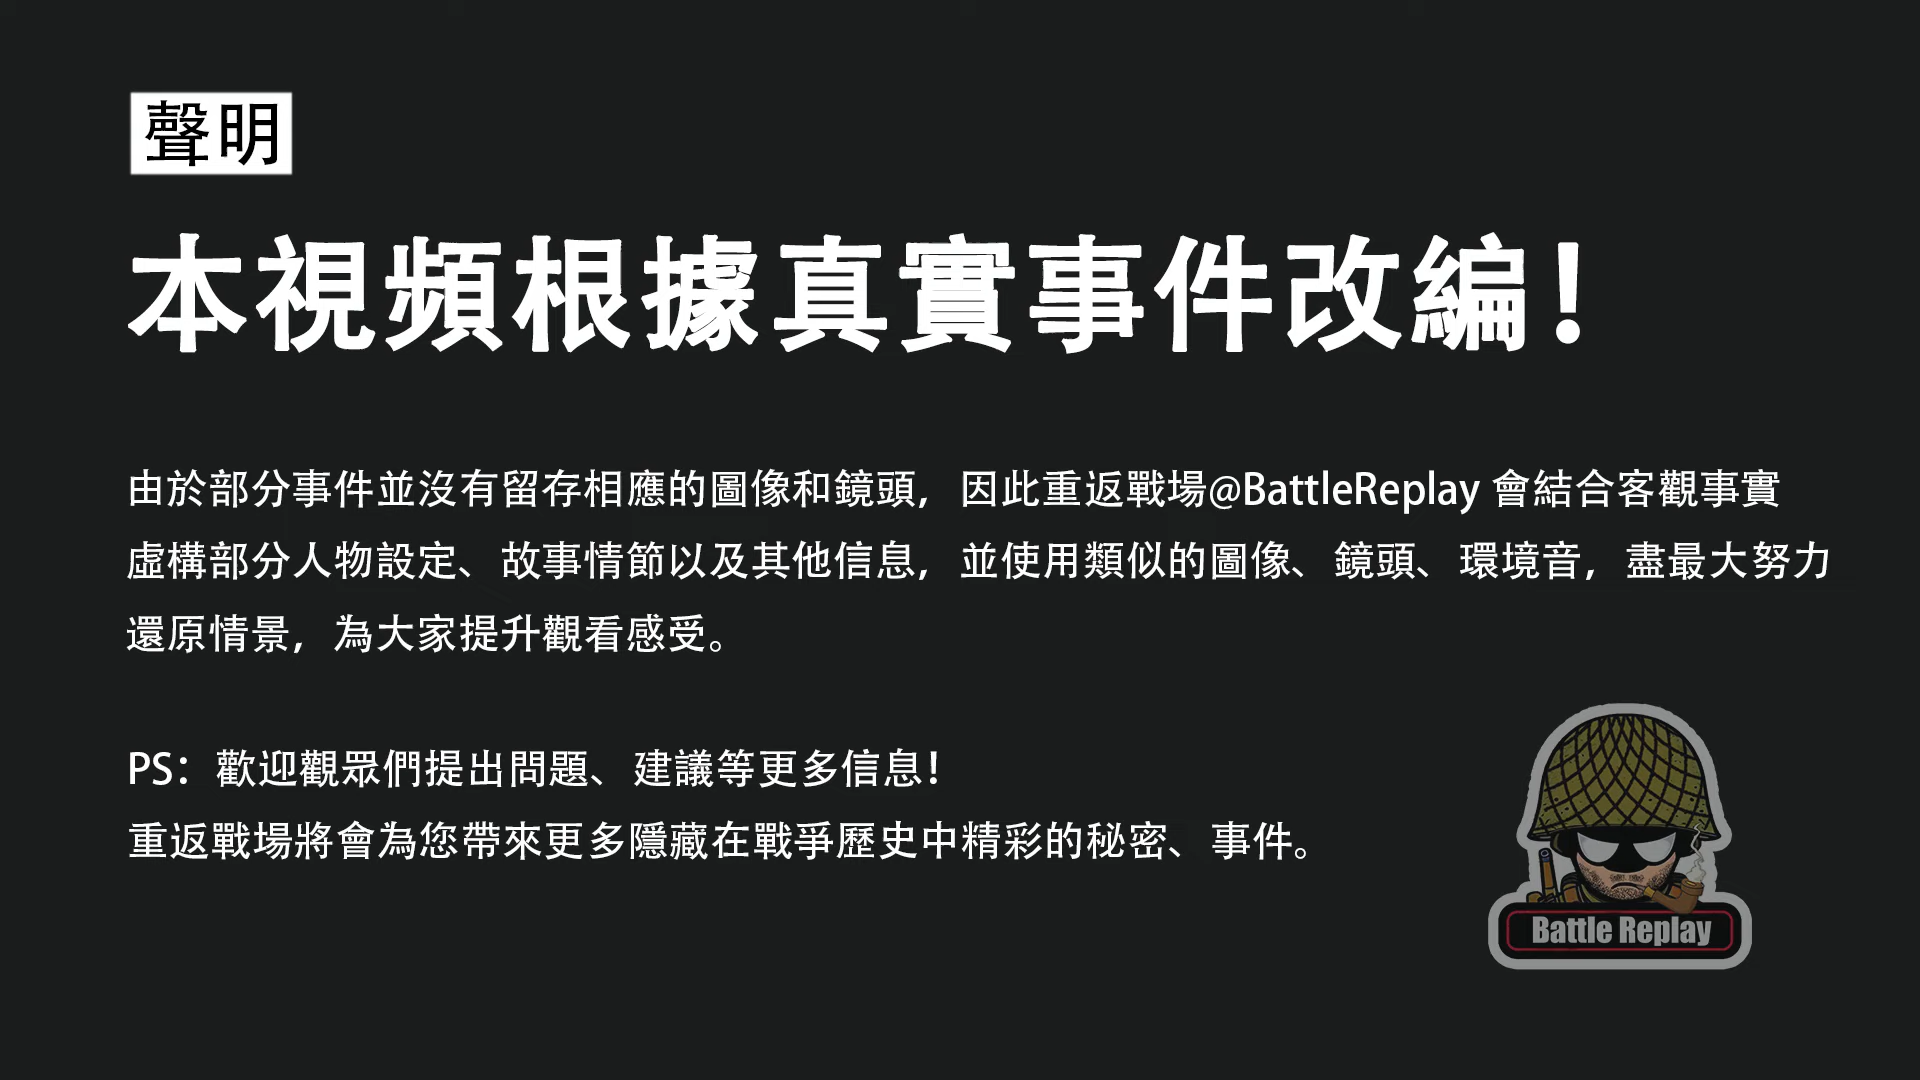 聲明
本視頻根據真實事件改編！
由於部分事件並沒有留存相應的圖像和鏡頭，因此重返戰場@BattleReplay 會結合客觀事實
虛構部分人物設定、故事情節以及其他信息，並使用類似的圖像、鏡頭、環境音，盡最大努力
還原情景，為大家提升觀看感受。
PS：歡迎觀眾們提出問題、建議等更多信息！
重返戰場將會為您帶來更多隱藏在戰爭歷史中精彩的秘密、事件。
Battle Replay